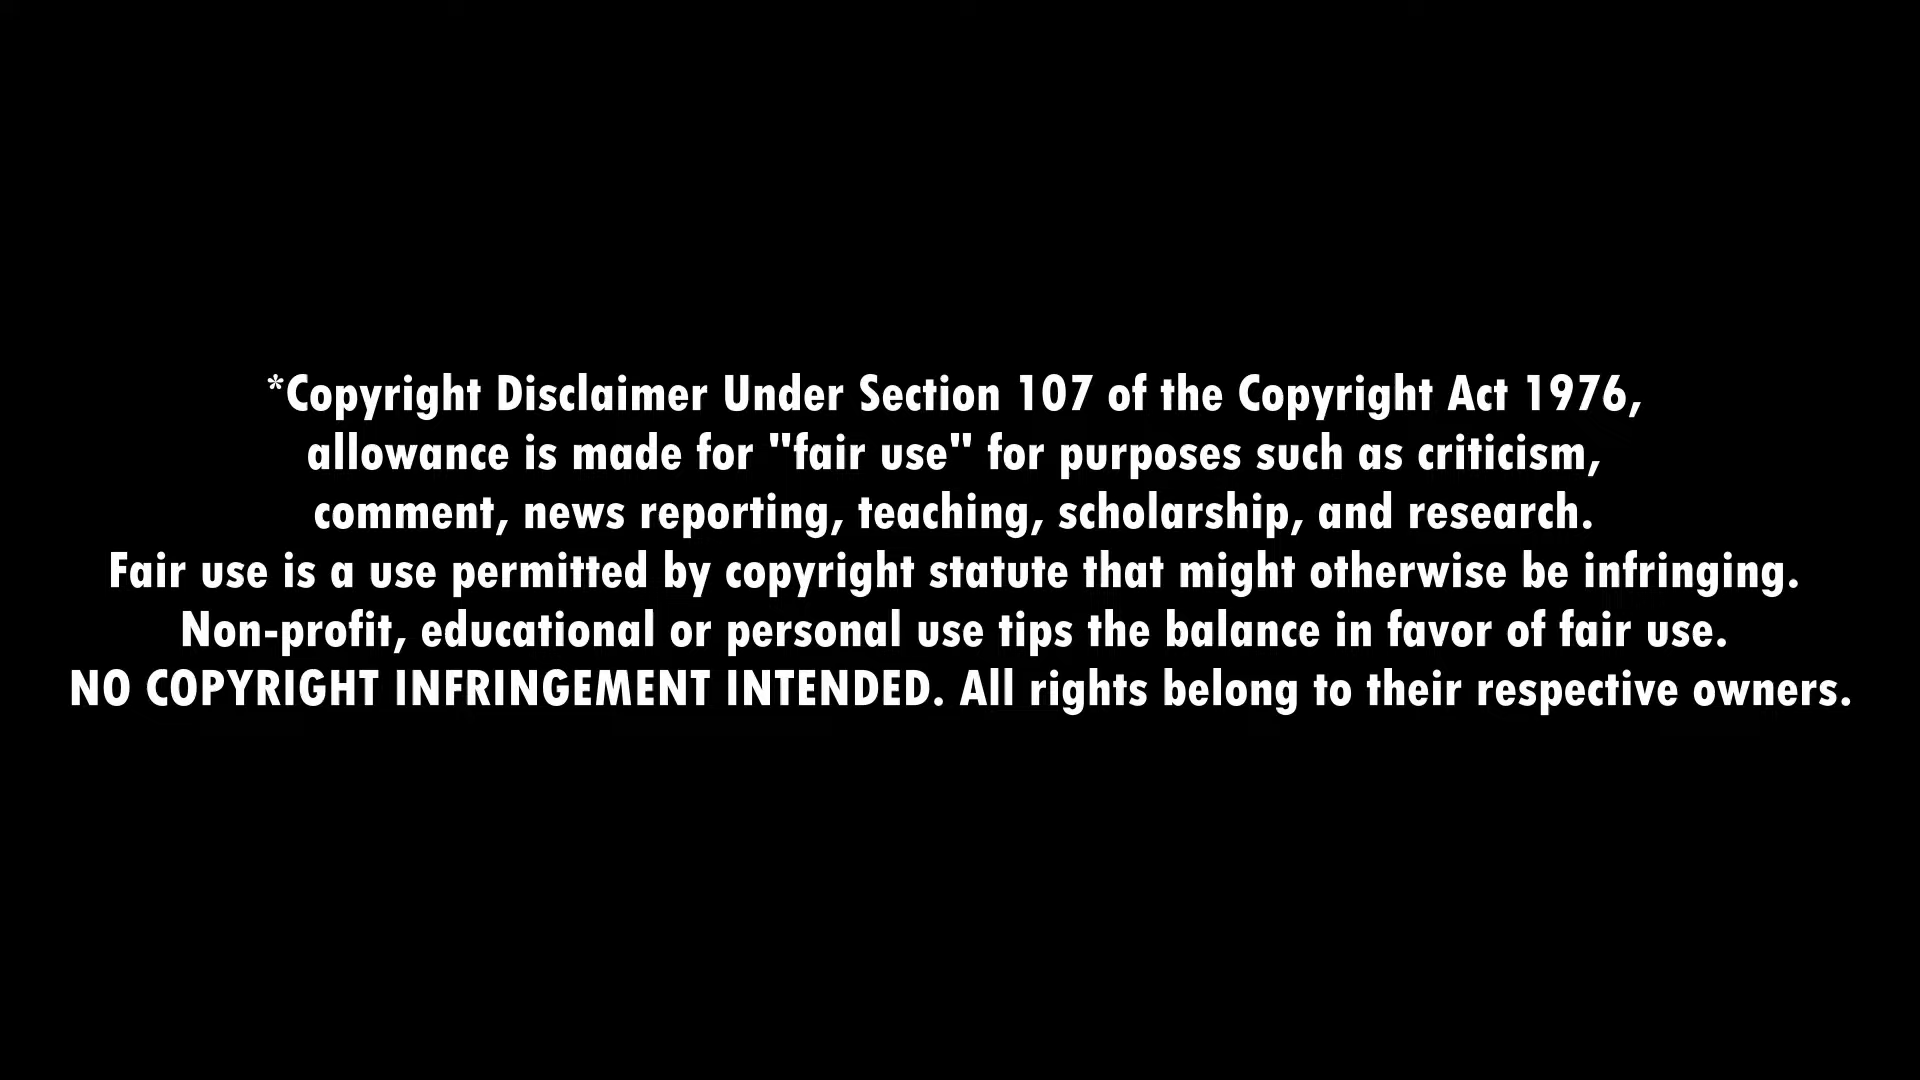 *Copyright Disclaimer Under Section 107 of the Copyright Act 1976,
allowance is made for "fair use" for purposes such as criticism,
comment, news reporting, teaching, scholarship, and research.
Fair use is a use permitted by copyright statute that might otherwise be infringing.
Non-profit, educational or personal use tips the balance in favor of fair use.
NO COPYRIGHT INFRINGEMENT INTENDED. All rights belong to their respective owners.